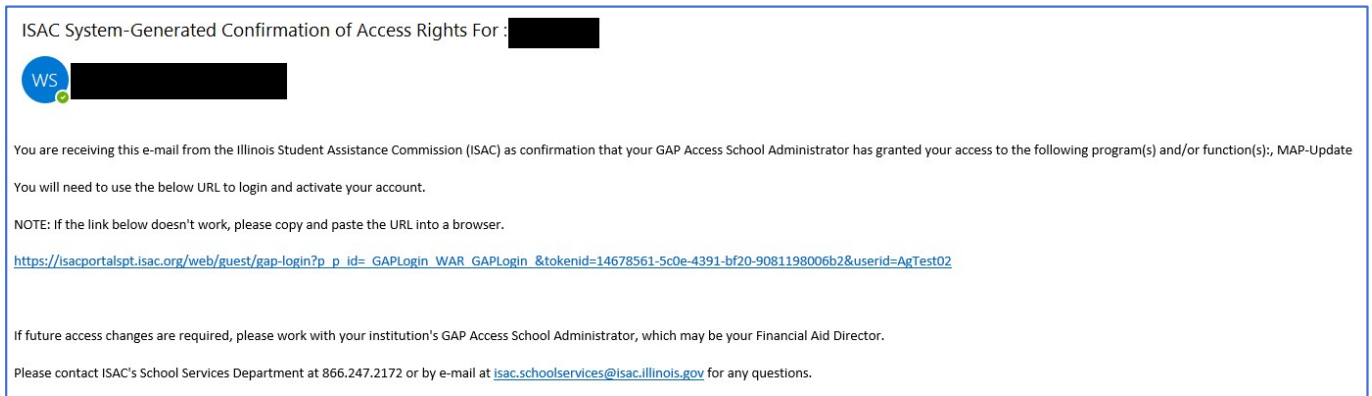 ISAC System-Generated Confirmation of Access Rights For :
WS
You are receiving this e-mail from the Illinois Student Assistance Commission (ISAC) as confirmation that your GAP Access School Administrator has granted your access to the following program(s) and/or function(s):, MAP-Update
You will need to use the below URL to login and activate your account.
NOTE: If the link below doesn't work, please copy and paste the URL into a browser.
https://isacportalspt.isac.org/web/guest/gap-login?p_p_id=_GAPLogin_WAR_GAPLogin_&tokenid=14678561-5c0e-4391-bf20-9081198006b2&userid=AgTest02
If future access changes are required, please work with your institution's GAP Access School Administrator, which may be your Financial Aid Director.
Please contact ISAC's School Services Department at 866.247.2172 or by e-mail at isac.schoolservices@isac.illinois.gov for any questions.